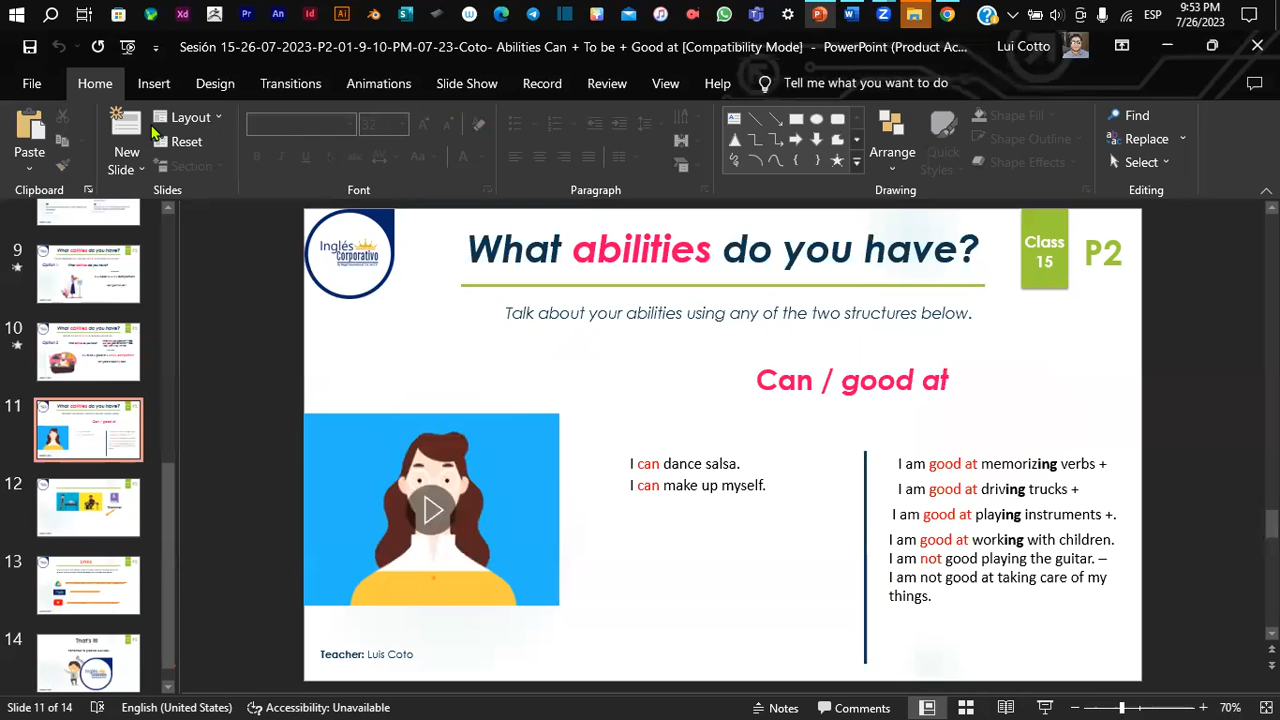 9:53 PM
ESP
7/26/2023
Sesión 15-26-07-2023-P2-01-9-10-PM-07-23-Coto- Abilities Can + To be + Good at [Compatibility Mode] - PowerPoint (Product Ac...
Lui Cotto
File Home Insert Design Slide Show Transitions Animations Record Review View Help Tell me what you want to do
Paste
Clipboard
New Slide
Layout
Reset
Section
Slides
32
Font
Paragraph
Arrange
Quick Styles
Shape Fill
Shape Outline
Shape Effects
Drawing
Find
Replace
Select
Editing
9
10
11
12
13
14
Inglés
Corporativo
What abilities do you have?
Class
15
P2
Talk about your abilities using any of the two structures below.
Can / good at
I can dance salsa.
I can make up myself.
I am good at memorizing verbs +
I am good at driving trucks +
I am good at playing instruments +.
I am good at working with children.
I am not good playing the guitar. –
I am not good at taking care of my
things.
Teacher: Luis Coto
Slide 11 of 14
English (United States)
Accessibility: Unavailable
Notes
Comments
70%